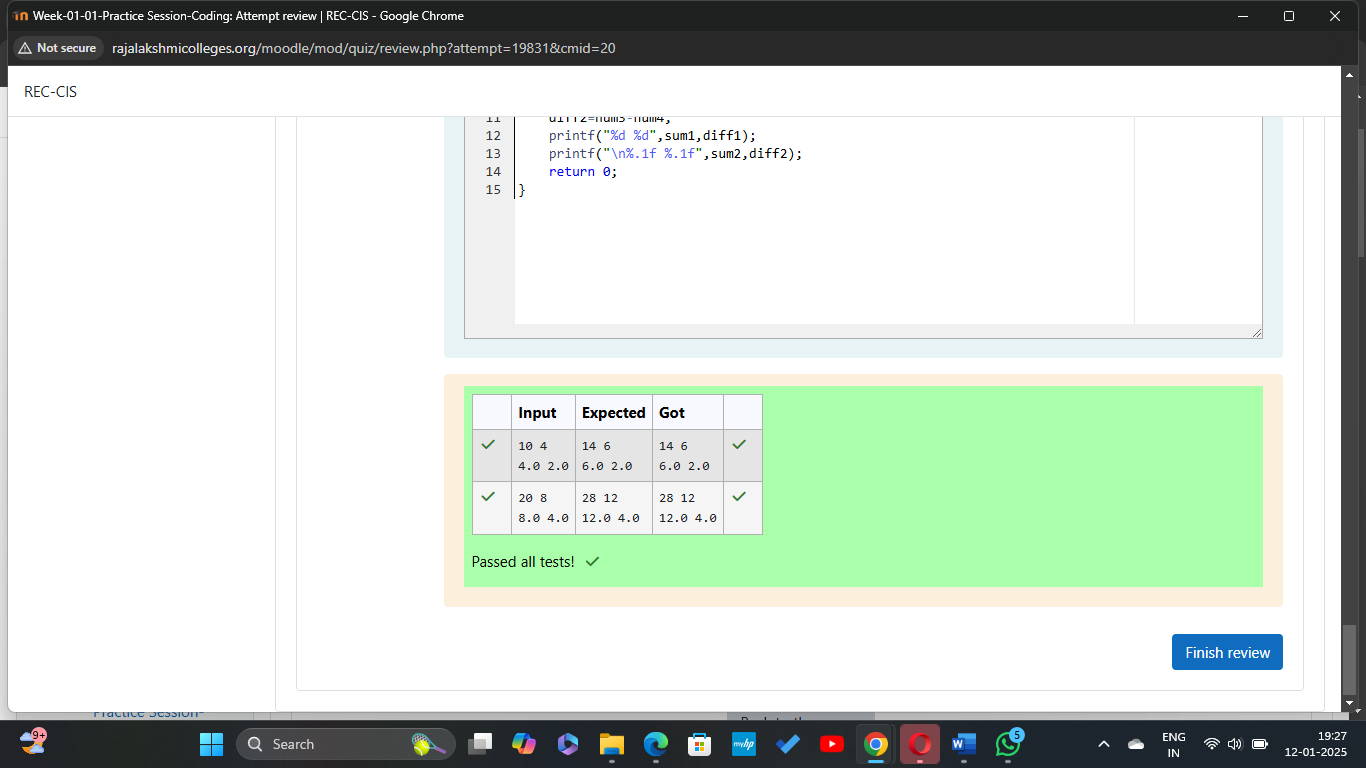 Week-01-01-Practice Session-Coding: Attempt review | REC-CIS - Google Chrome
Not secure rajalakshmicolleges.org/moodle/mod/quiz/review.php?attempt=19831&cmid=20
REC-CIS
11 diff2=num3-num4;
12 printf("%d %d",sum1,diff1);
13 printf("\n%.1f %.1f",sum2,diff2);
14 return 0;
15 }
Input Expected Got
10 4 14 6 14 6
4.0 2.0 6.0 2.0 6.0 2.0
20 8 28 12 28 12
8.0 4.0 12.0 4.0 12.0 4.0
Passed all tests!
Finish review
Practice Session-
9+
Search
myhp
W
5
ENG
IN
19:27
12-01-2025